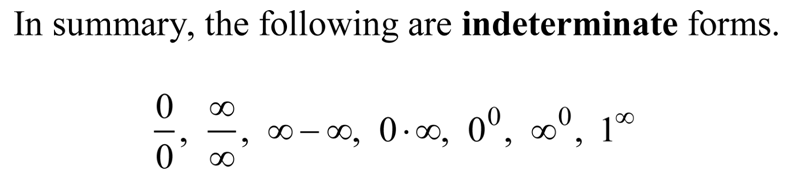 In summary, the following are indeterminate forms.
0/0, ∞/∞, ∞ − ∞, 0·∞, 0⁰, ∞⁰, 1^∞